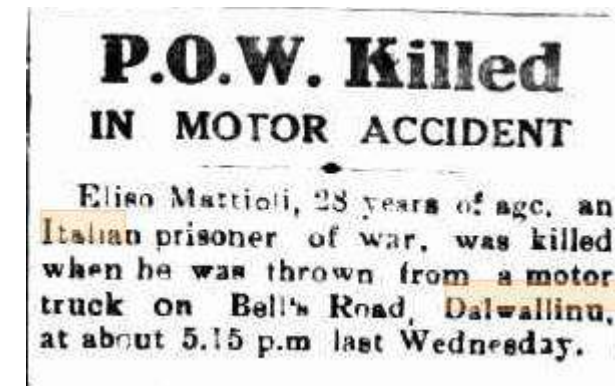 P.O.W. Killed
IN MOTOR ACCIDENT
Eliso Mattioli, 28 years of age, an
Italian prisoner of war, was killed
when he was thrown from a motor
truck on Bell's Road, Dalwallinu,
at about 5.15 p.m last Wednesday.